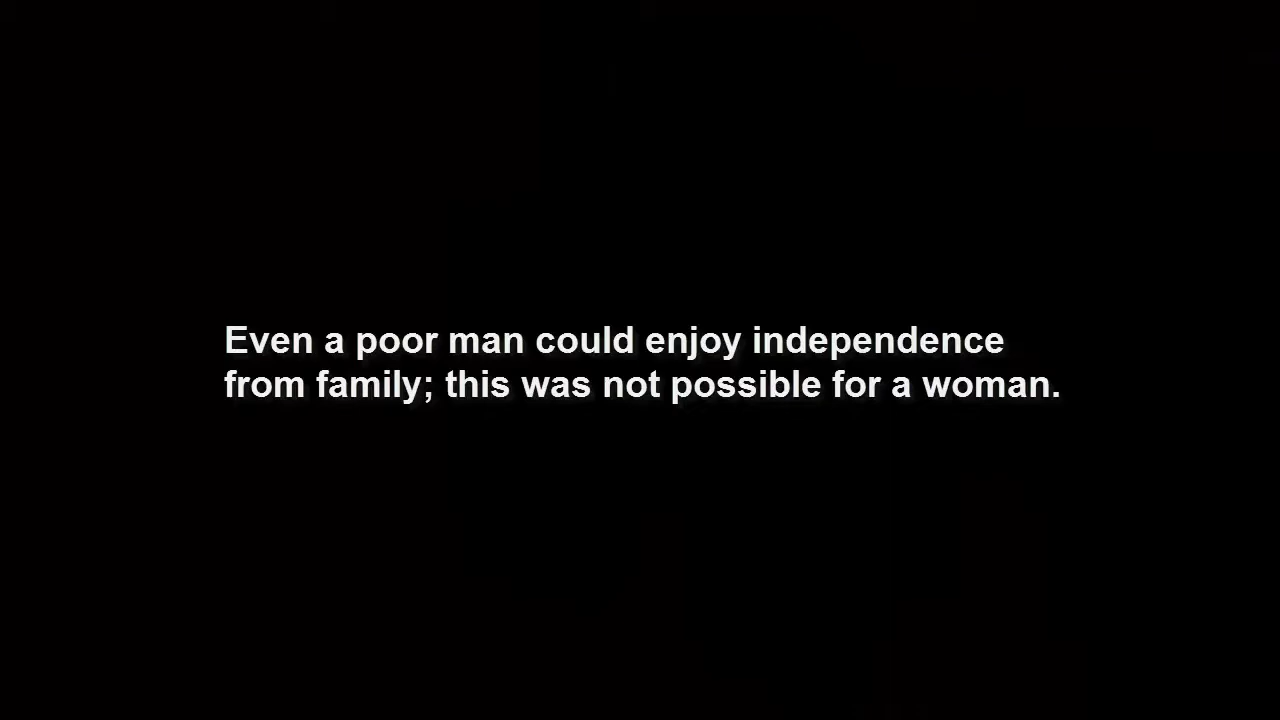 Even a poor man could enjoy independence
from family; this was not possible for a woman.